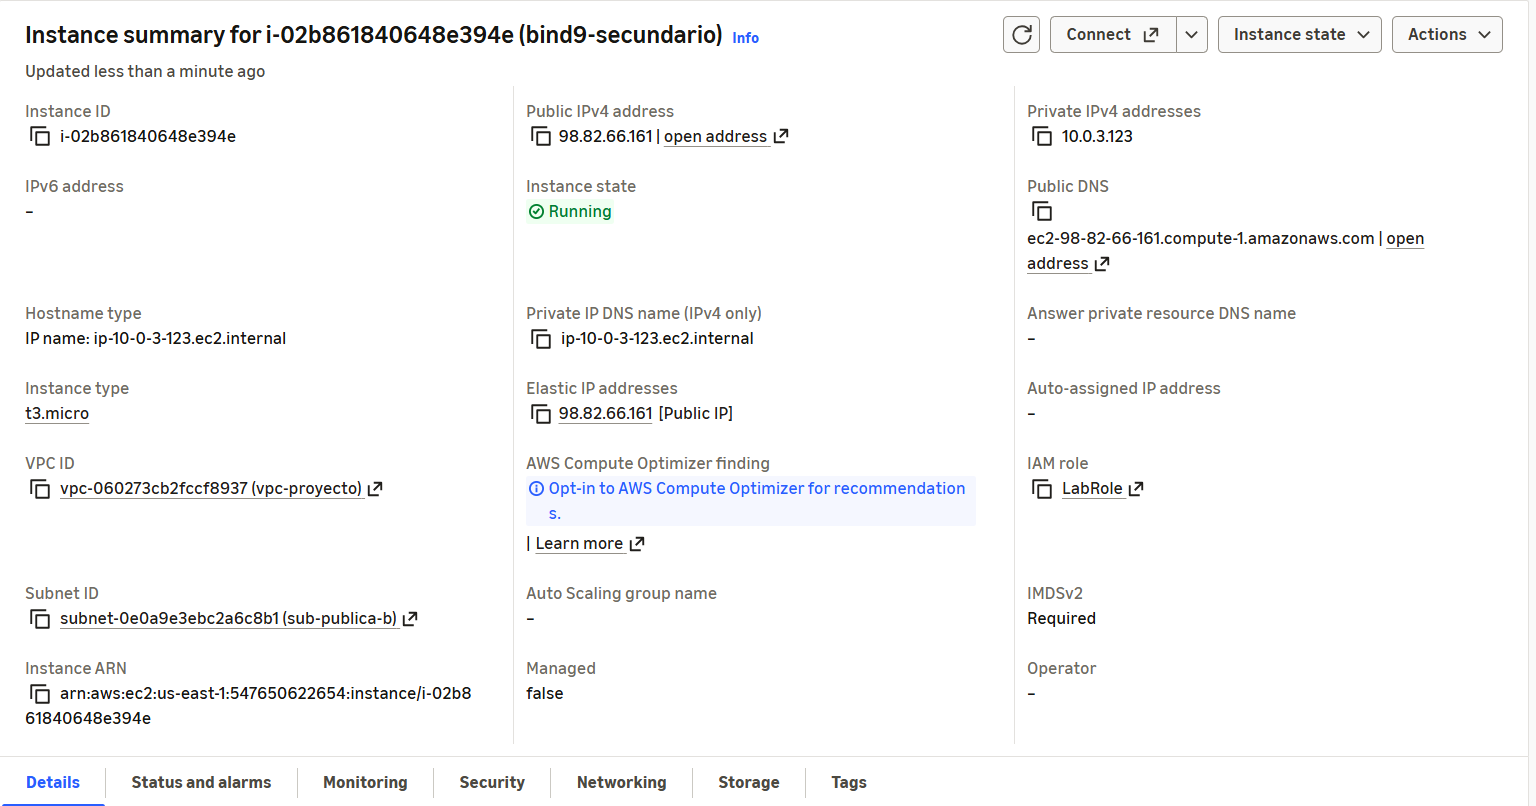 Instance summary for i-02b861840648e394e (bind9-secundario) Info
Connect
Instance state
Actions
Updated less than a minute ago
Instance ID
i-02b861840648e394e
Public IPv4 address
98.82.66.161 | open address
Private IPv4 addresses
10.0.3.123
IPv6 address
–
Instance state
Running
Public DNS
ec2-98-82-66-161.compute-1.amazonaws.com | open
address
Hostname type
IP name: ip-10-0-3-123.ec2.internal
Private IP DNS name (IPv4 only)
ip-10-0-3-123.ec2.internal
Answer private resource DNS name
–
Instance type
t3.micro
Elastic IP addresses
98.82.66.161 [Public IP]
Auto-assigned IP address
–
VPC ID
vpc-060273cb2fccf8937 (vpc-proyecto)
AWS Compute Optimizer finding
Opt-in to AWS Compute Optimizer for recommendation
s.
| Learn more
IAM role
LabRole
Subnet ID
subnet-0e0a9e3ebc2a6c8b1 (sub-publica-b)
Auto Scaling group name
–
IMDSv2
Required
Instance ARN
arn:aws:ec2:us-east-1:547650622654:instance/i-02b8
61840648e394e
Managed
false
Operator
–
Details
Status and alarms
Monitoring
Security
Networking
Storage
Tags